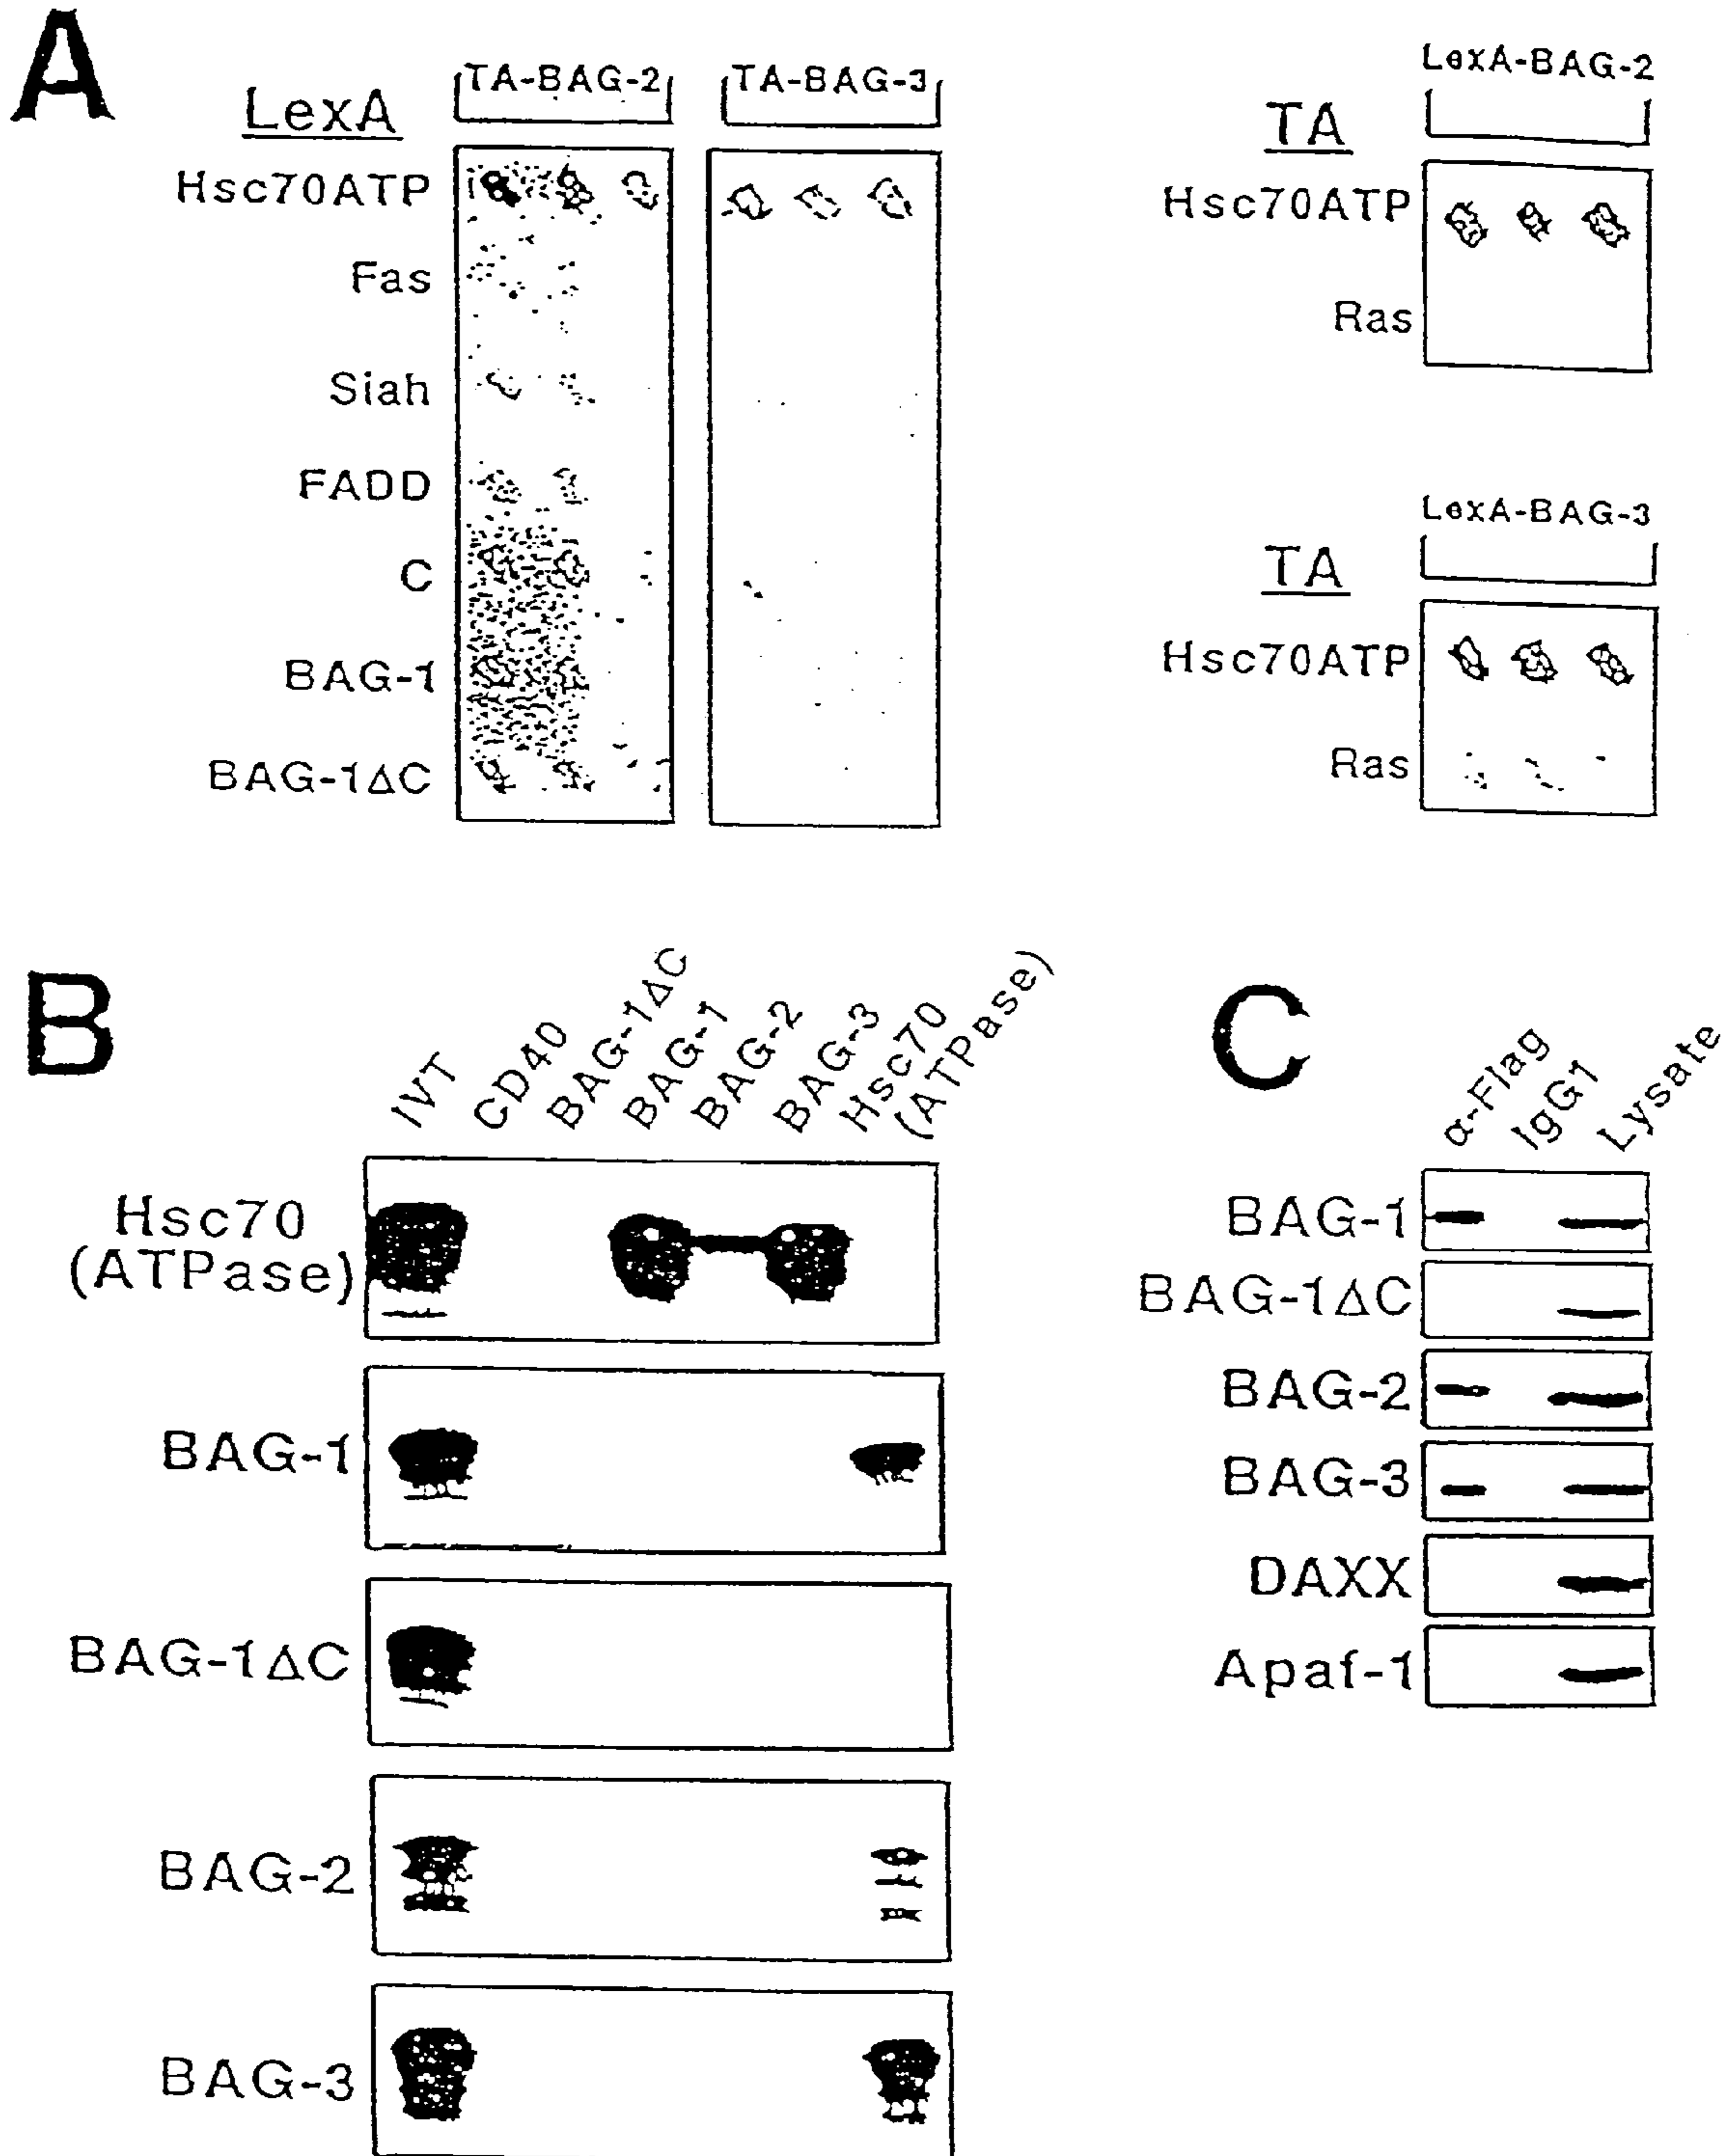 A
LexA
TA-BAG-2
TA-BAG-3
Hsc70ATP
Fas
Siah
FADD
C
BAG-1
BAG-1ΔC
LexA-BAG-2
TA
Hsc70ATP
Ras
LexA-BAG-3
TA
Hsc70ATP
Ras
B
IVT
CD40
BAG-1ΔC
BAG-1
BAG-2
BAG-3
Hsc70
(ATPase)
Hsc70
(ATPase)
BAG-1
BAG-1ΔC
BAG-2
BAG-3
C
α-Flag
IgG1
Lysate
BAG-1
BAG-1ΔC
BAG-2
BAG-3
DAXX
Apaf-1